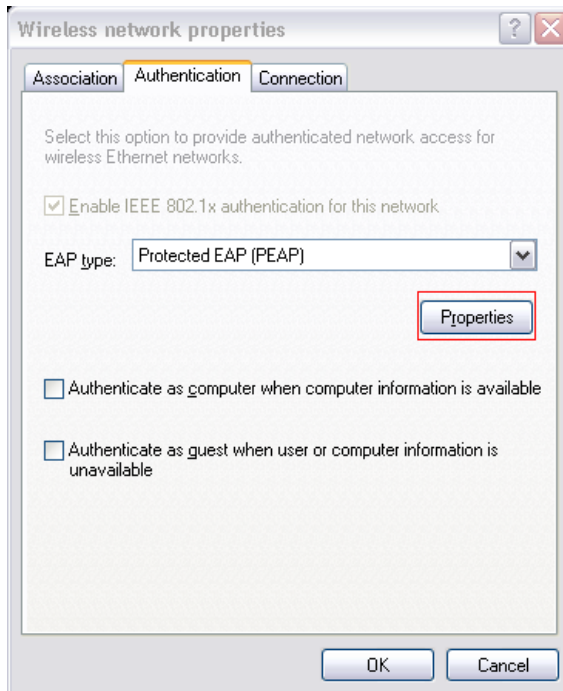 Wireless network properties
Association Authentication Connection
Select this option to provide authenticated network access for
wireless Ethernet networks.
Enable IEEE 802.1x authentication for this network
EAP type: Protected EAP (PEAP)
Properties
Authenticate as computer when computer information is available
Authenticate as guest when user or computer information is
unavailable
OK Cancel